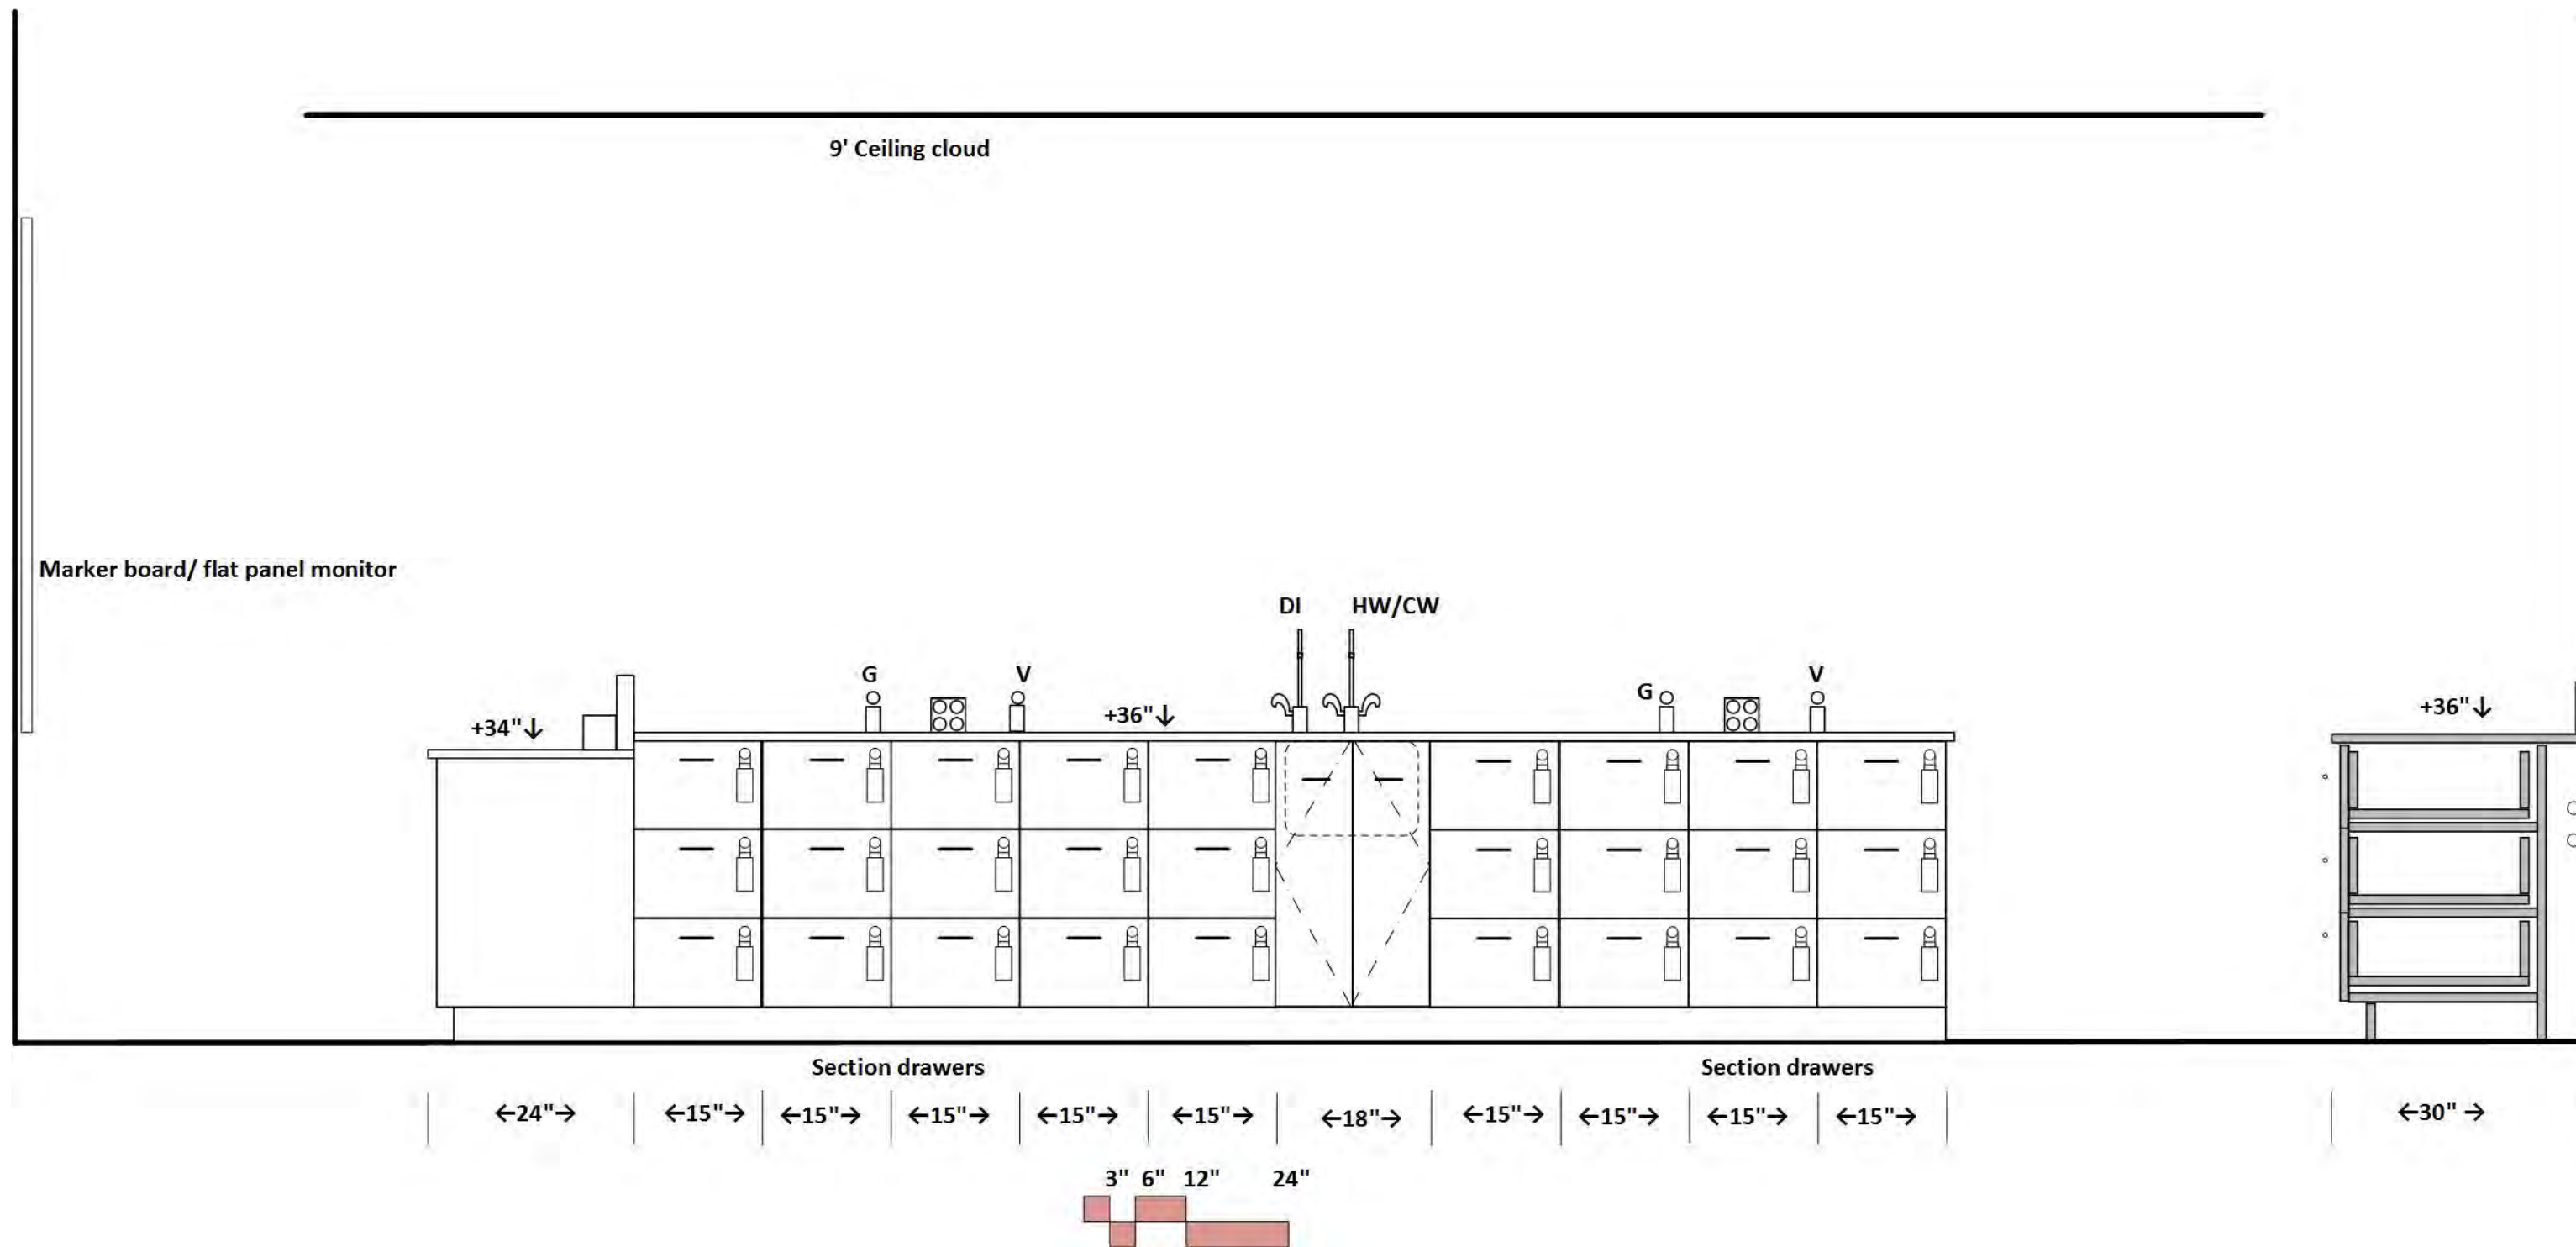 9' Ceiling cloud
Marker board/ flat panel monitor
DI HW/CW
G V G V
+34"↓ +36"↓ +36"↓
Section drawers Section drawers
←24"→ ←15"→ ←15"→ ←15"→ ←15"→ ←15"→ ←18"→ ←15"→ ←15"→ ←15"→ ←15"→ ←30" →
3" 6" 12" 24"